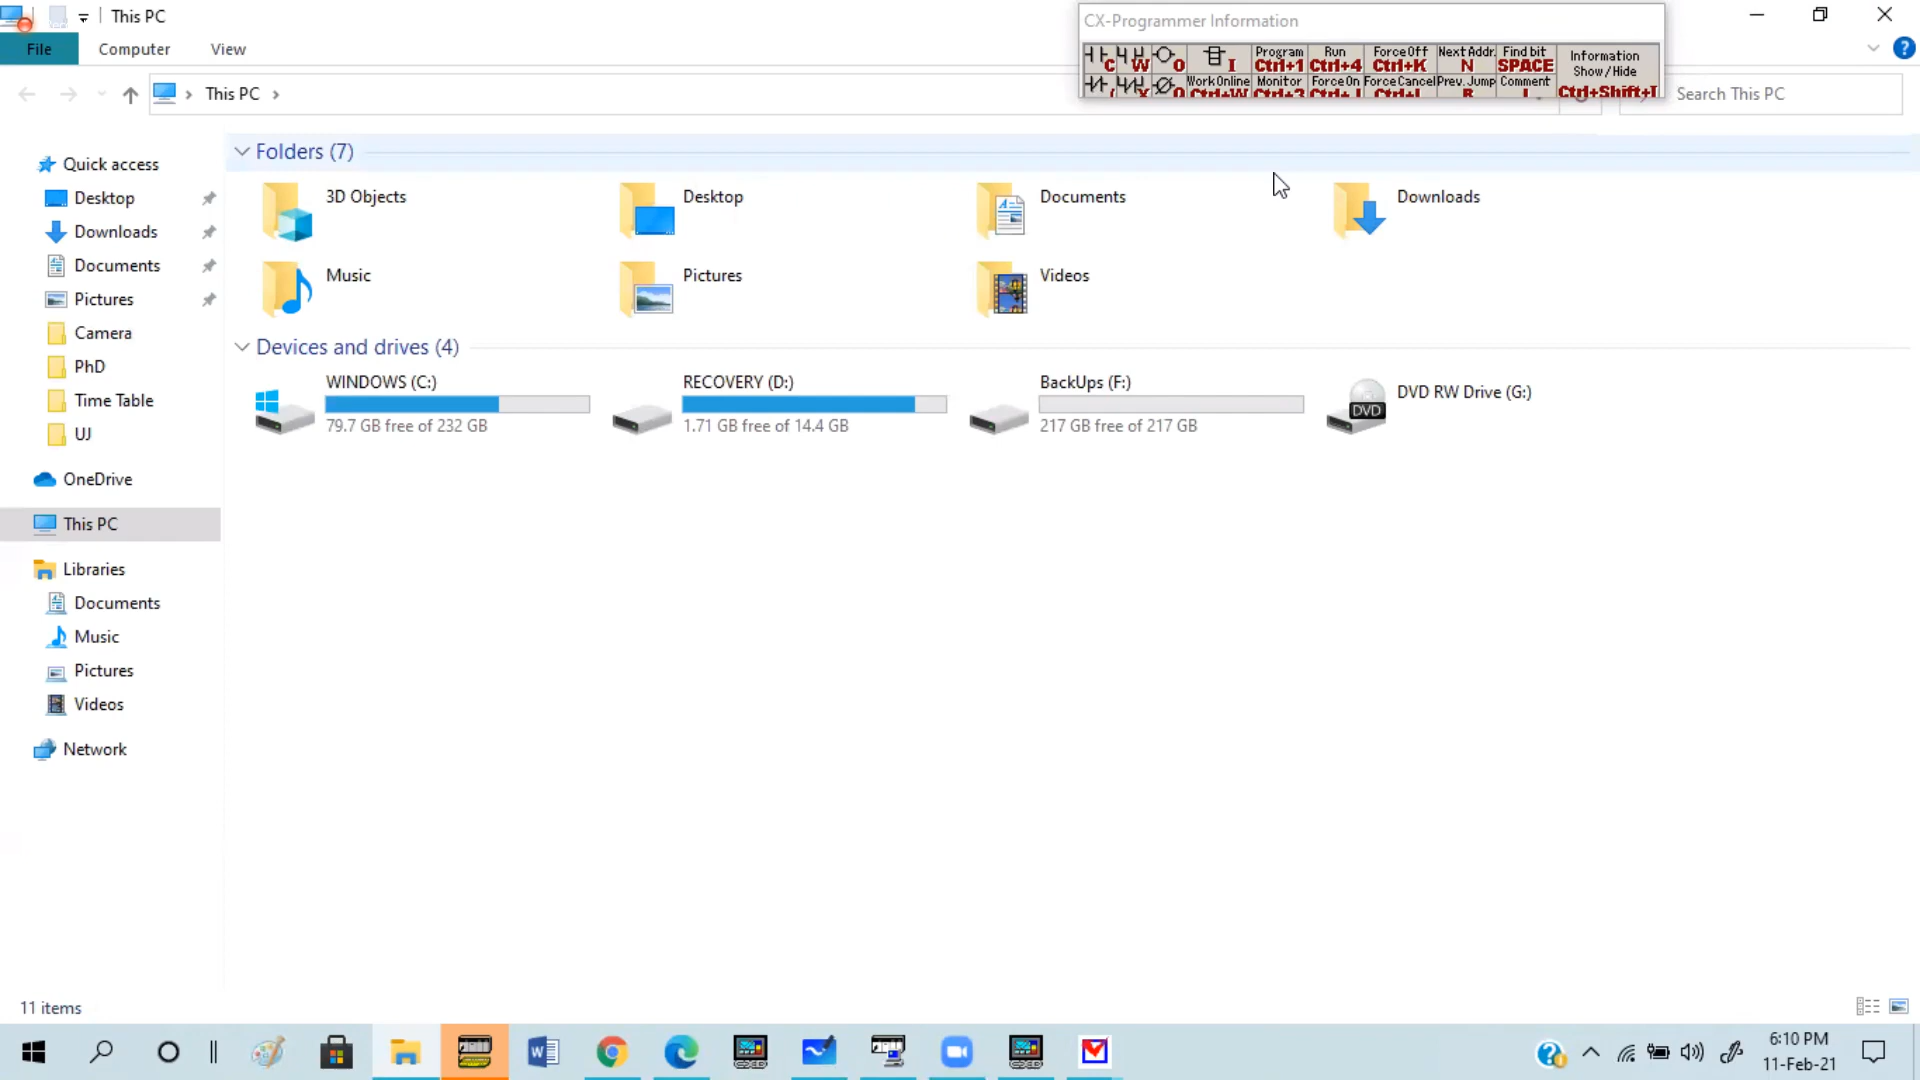 This PC
CX-Programmer Information
File
Computer
View
C W O I Program Ctrl+1 Run Ctrl+4 Force Off Ctrl+K Next Addr. N Find bit SPACE Information Show/Hide Ctrl+Shift+I
Work Online Ctrl+W Monitor Ctrl+3 Force On Ctrl+J Force Cancel Ctrl+L Prev. Jump B Comment
This PC
Search This PC
Quick access
Desktop
Downloads
Documents
Pictures
Camera
PhD
Time Table
UJ
OneDrive
This PC
Libraries
Documents
Music
Pictures
Videos
Network
Folders (7)
3D Objects
Desktop
Documents
Downloads
Music
Pictures
Videos
Devices and drives (4)
WINDOWS (C:)
79.7 GB free of 232 GB
RECOVERY (D:)
1.71 GB free of 14.4 GB
BackUps (F:)
217 GB free of 217 GB
DVD
DVD RW Drive (G:)
11 items
6:10 PM
11-Feb-21